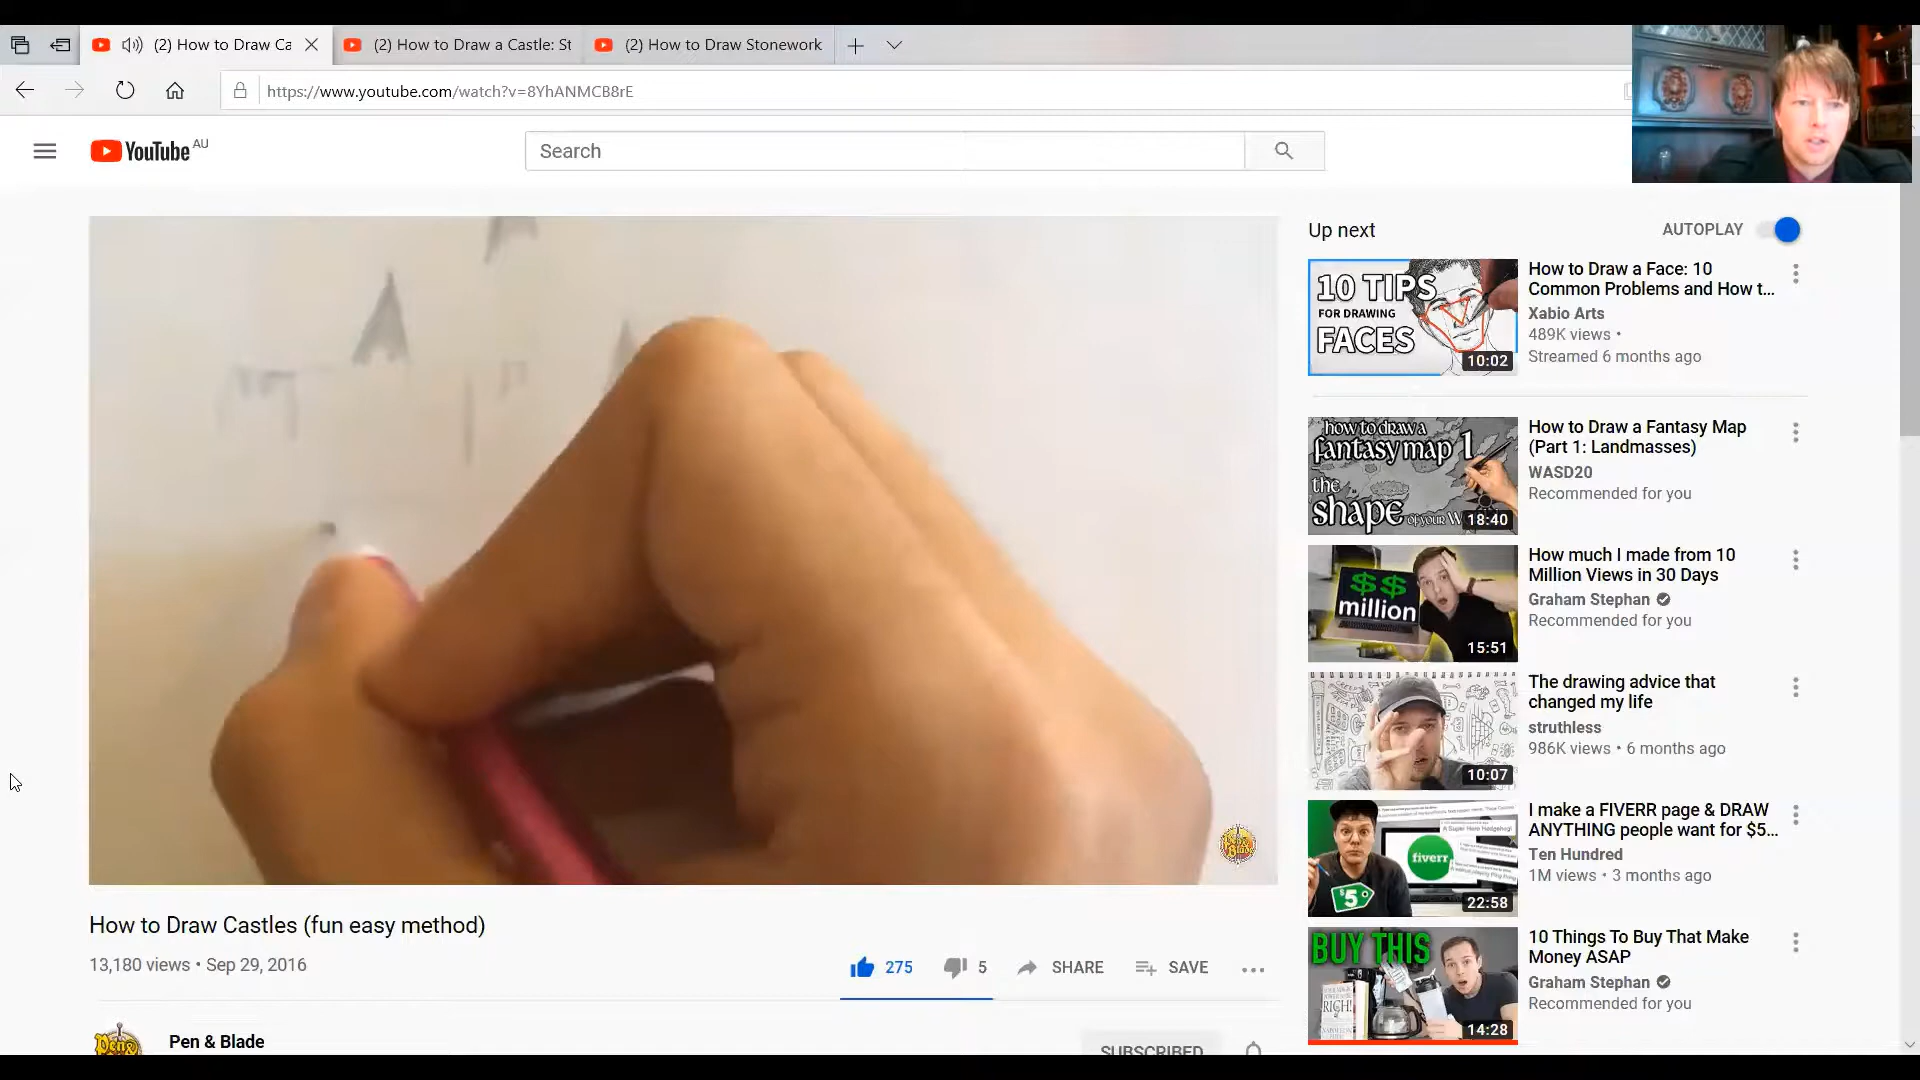 (2) How to Draw Ca
(2) How to Draw a Castle: St
(2) How to Draw Stonework
https://www.youtube.com/watch?v=8YhANMCB8rE
YouTube AU
Search
Up next
AUTOPLAY
10 TIPS
FOR DRAWING
FACES
10:02
How to Draw a Face: 10
Common Problems and How t...
Xabio Arts
489K views •
Streamed 6 months ago
how to draw a
fantasy map 1
the
shape
of your W
18:40
How to Draw a Fantasy Map
(Part 1: Landmasses)
WASD20
Recommended for you
$$
million
15:51
How much I made from 10
Million Views in 30 Days
Graham Stephan
Recommended for you
10:07
The drawing advice that
changed my life
struthless
986K views • 6 months ago
fiverr
$5
22:58
I make a FIVERR page & DRAW
ANYTHING people want for $5...
Ten Hundred
1M views • 3 months ago
BUY THIS
RICH!
14:28
10 Things To Buy That Make
Money ASAP
Graham Stephan
Recommended for you
Pen &
Blade
How to Draw Castles (fun easy method)
13,180 views • Sep 29, 2016
275
5
SHARE
SAVE
Pen &
Pen & Blade
SUBSCRIBED